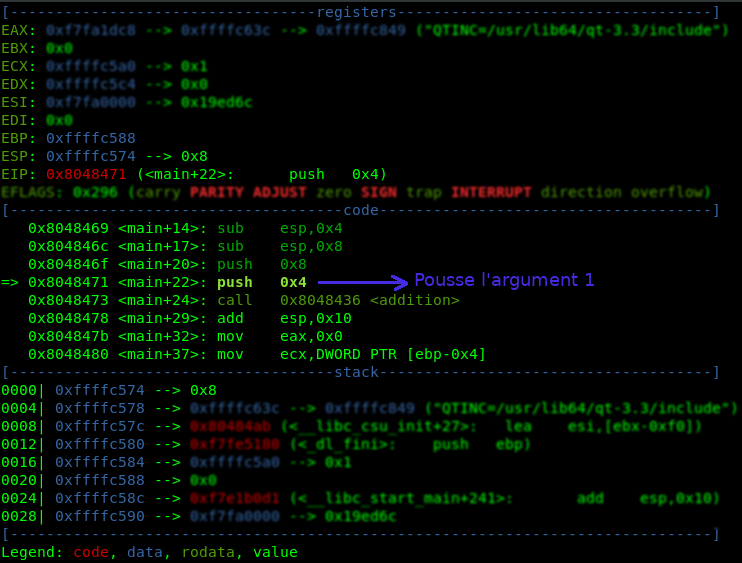 [----------------------------------registers-----------------------------------]
EAX: 0xf7fa1dc8 --> 0xffffc63c --> 0xffffc849 ("QTINC=/usr/lib64/qt-3.3/include")
EBX: 0x0
ECX: 0xffffc5a0 --> 0x1
EDX: 0xffffc5c4 --> 0x0
ESI: 0xf7fa0000 --> 0x19ed6c
EDI: 0x0
EBP: 0xffffc588
ESP: 0xffffc574 --> 0x8
EIP: 0x8048471 (<main+22>:      push   0x4)
EFLAGS: 0x296 (carry PARITY ADJUST zero SIGN trap INTERRUPT direction overflow)
[-------------------------------------code-------------------------------------]
   0x8048469 <main+14>: sub    esp,0x4
   0x804846c <main+17>: sub    esp,0x8
   0x804846f <main+20>: push   0x8
=> 0x8048471 <main+22>: push   0x4 Pousse l'argument 1
   0x8048473 <main+24>: call   0x8048436 <addition>
   0x8048478 <main+29>: add    esp,0x10
   0x804847b <main+32>: mov    eax,0x0
   0x8048480 <main+37>: mov    ecx,DWORD PTR [ebp-0x4]
[------------------------------------stack-------------------------------------]
0000| 0xffffc574 --> 0x8
0004| 0xffffc578 --> 0xffffc63c --> 0xffffc849 ("QTINC=/usr/lib64/qt-3.3/include")
0008| 0xffffc57c --> 0x80484ab (<__libc_csu_init+27>:   lea    esi,[ebx-0xf0])
0012| 0xffffc580 --> 0xf7fe5180 (<_dl_fini>:    push   ebp)
0016| 0xffffc584 --> 0xffffc5a0 --> 0x1
0020| 0xffffc588 --> 0x0
0024| 0xffffc58c --> 0xf7e1b0d1 (<__libc_start_main+241>:       add    esp,0x10)
0028| 0xffffc590 --> 0xf7fa0000 --> 0x19ed6c
[------------------------------------------------------------------------------]
Legend: code, data, rodata, value